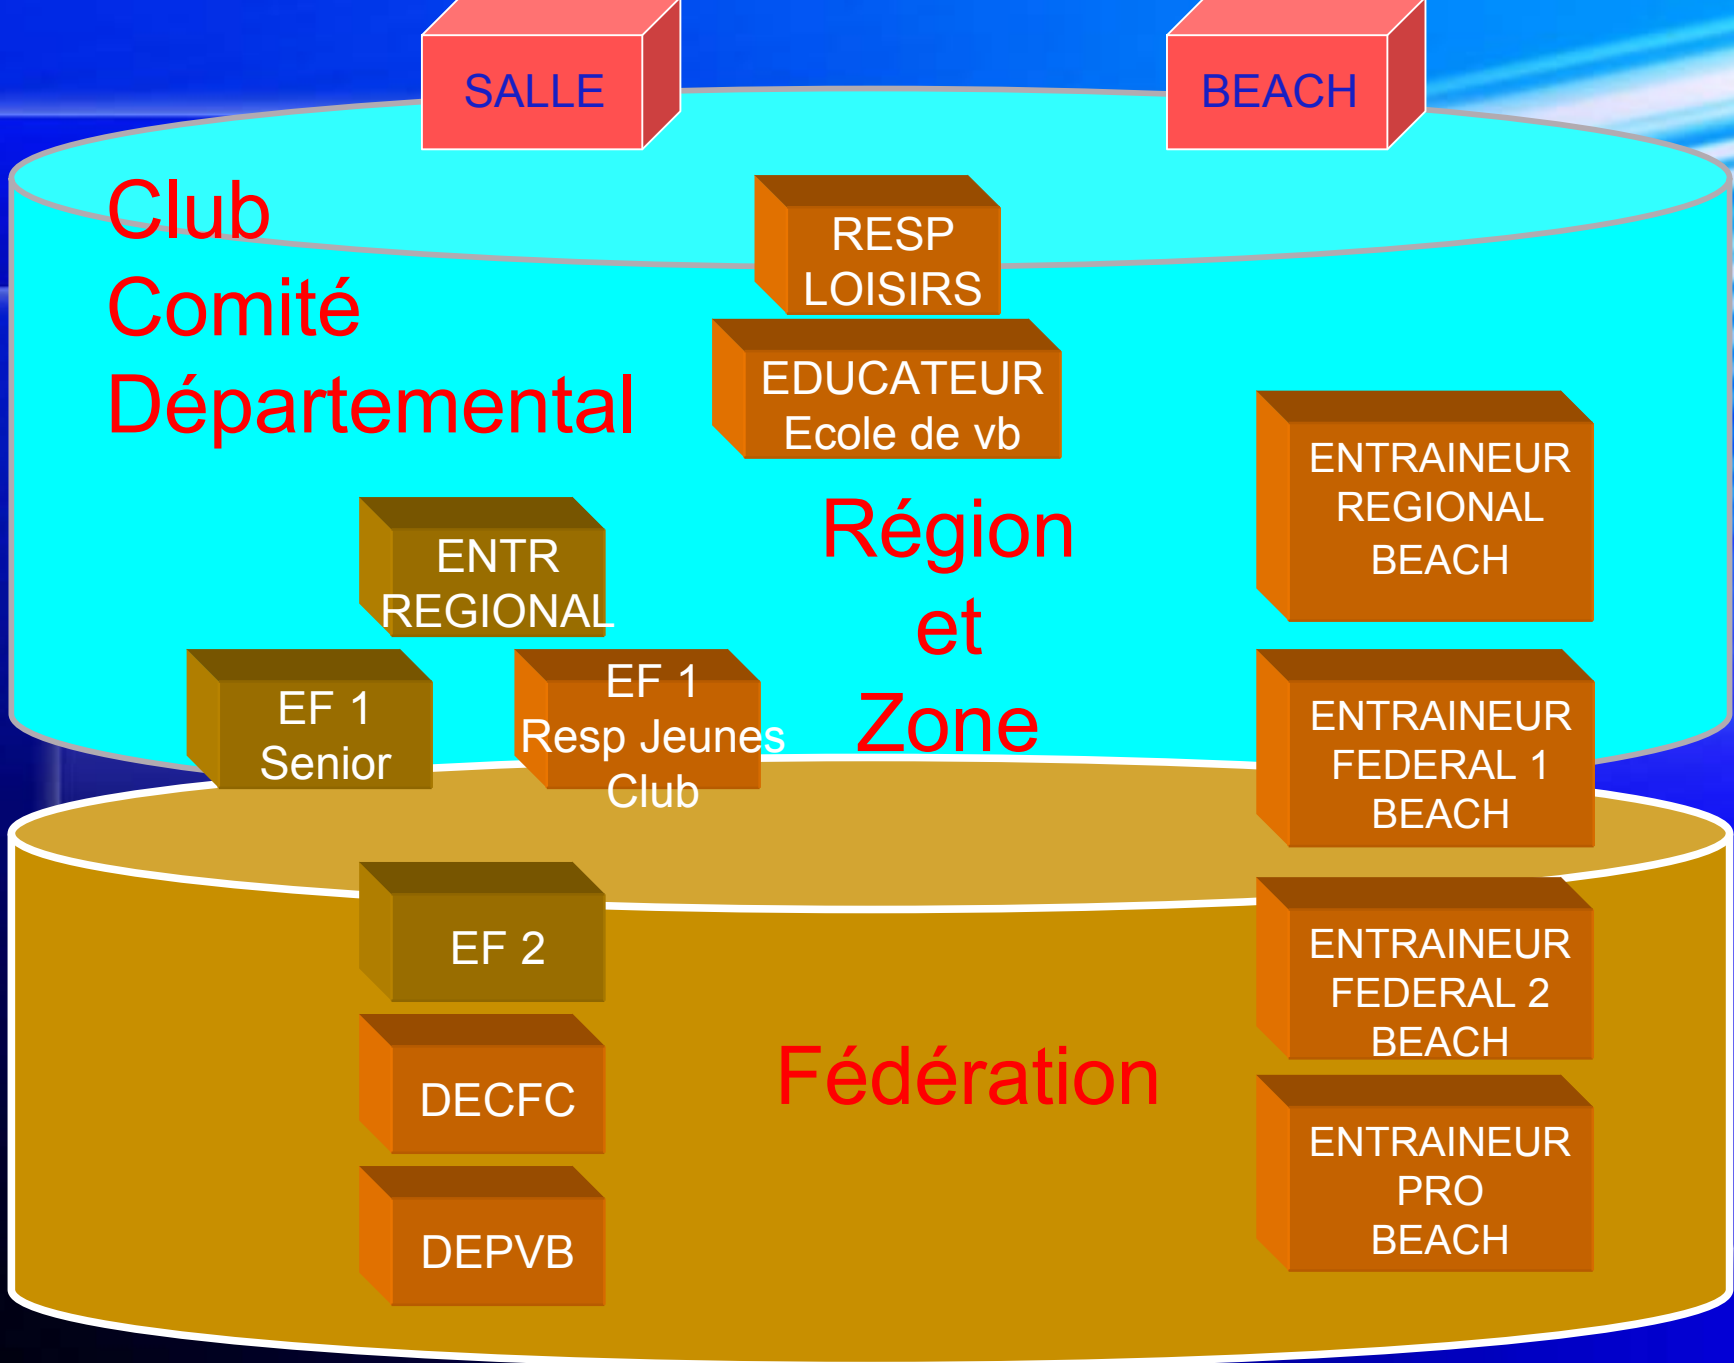 SALLE
BEACH
Club
Comité
Départemental
RESP
LOISIRS
EDUCATEUR
Ecole de vb
Région
et
Zone
ENTR
REGIONAL
EF 1
Senior
EF 1
Resp Jeunes
Club
ENTRAINEUR
REGIONAL
BEACH
ENTRAINEUR
FEDERAL 1
BEACH
EF 2
DECFC
DEPVB
Fédération
ENTRAINEUR
FEDERAL 2
BEACH
ENTRAINEUR
PRO
BEACH